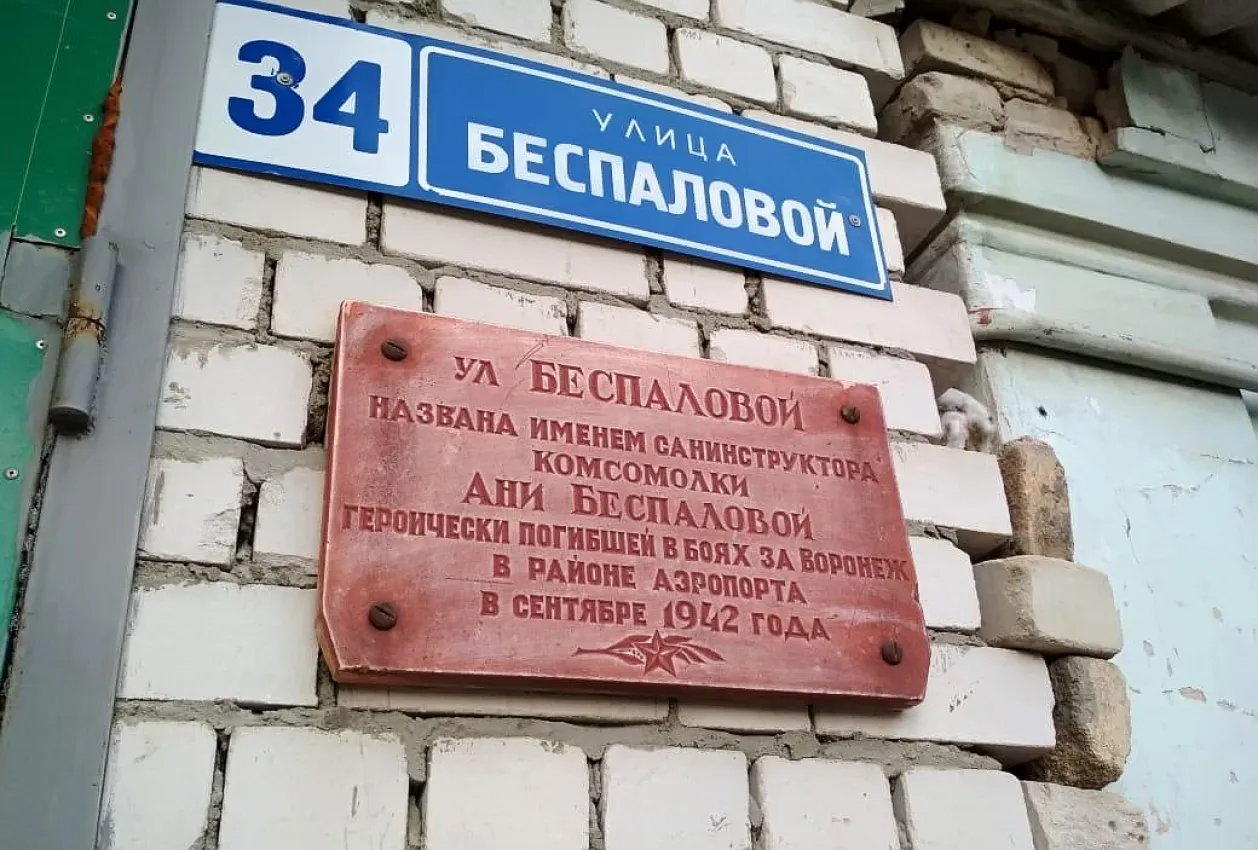 34
УЛИЦА
БЕСПАЛОВОЙ
УЛ БЕСПАЛОВОЙ
НАЗВАНА ИМЕНЕМ САНИНСТРУКТОРА
КОМСОМОЛКИ
АНИ БЕСПАЛОВОЙ
ГЕРОИЧЕСКИ ПОГИБШЕЙ В БОЯХ ЗА ВОРОНЕЖ
В РАЙОНЕ АЭРОПОРТА
В СЕНТЯБРЕ 1942 ГОДА